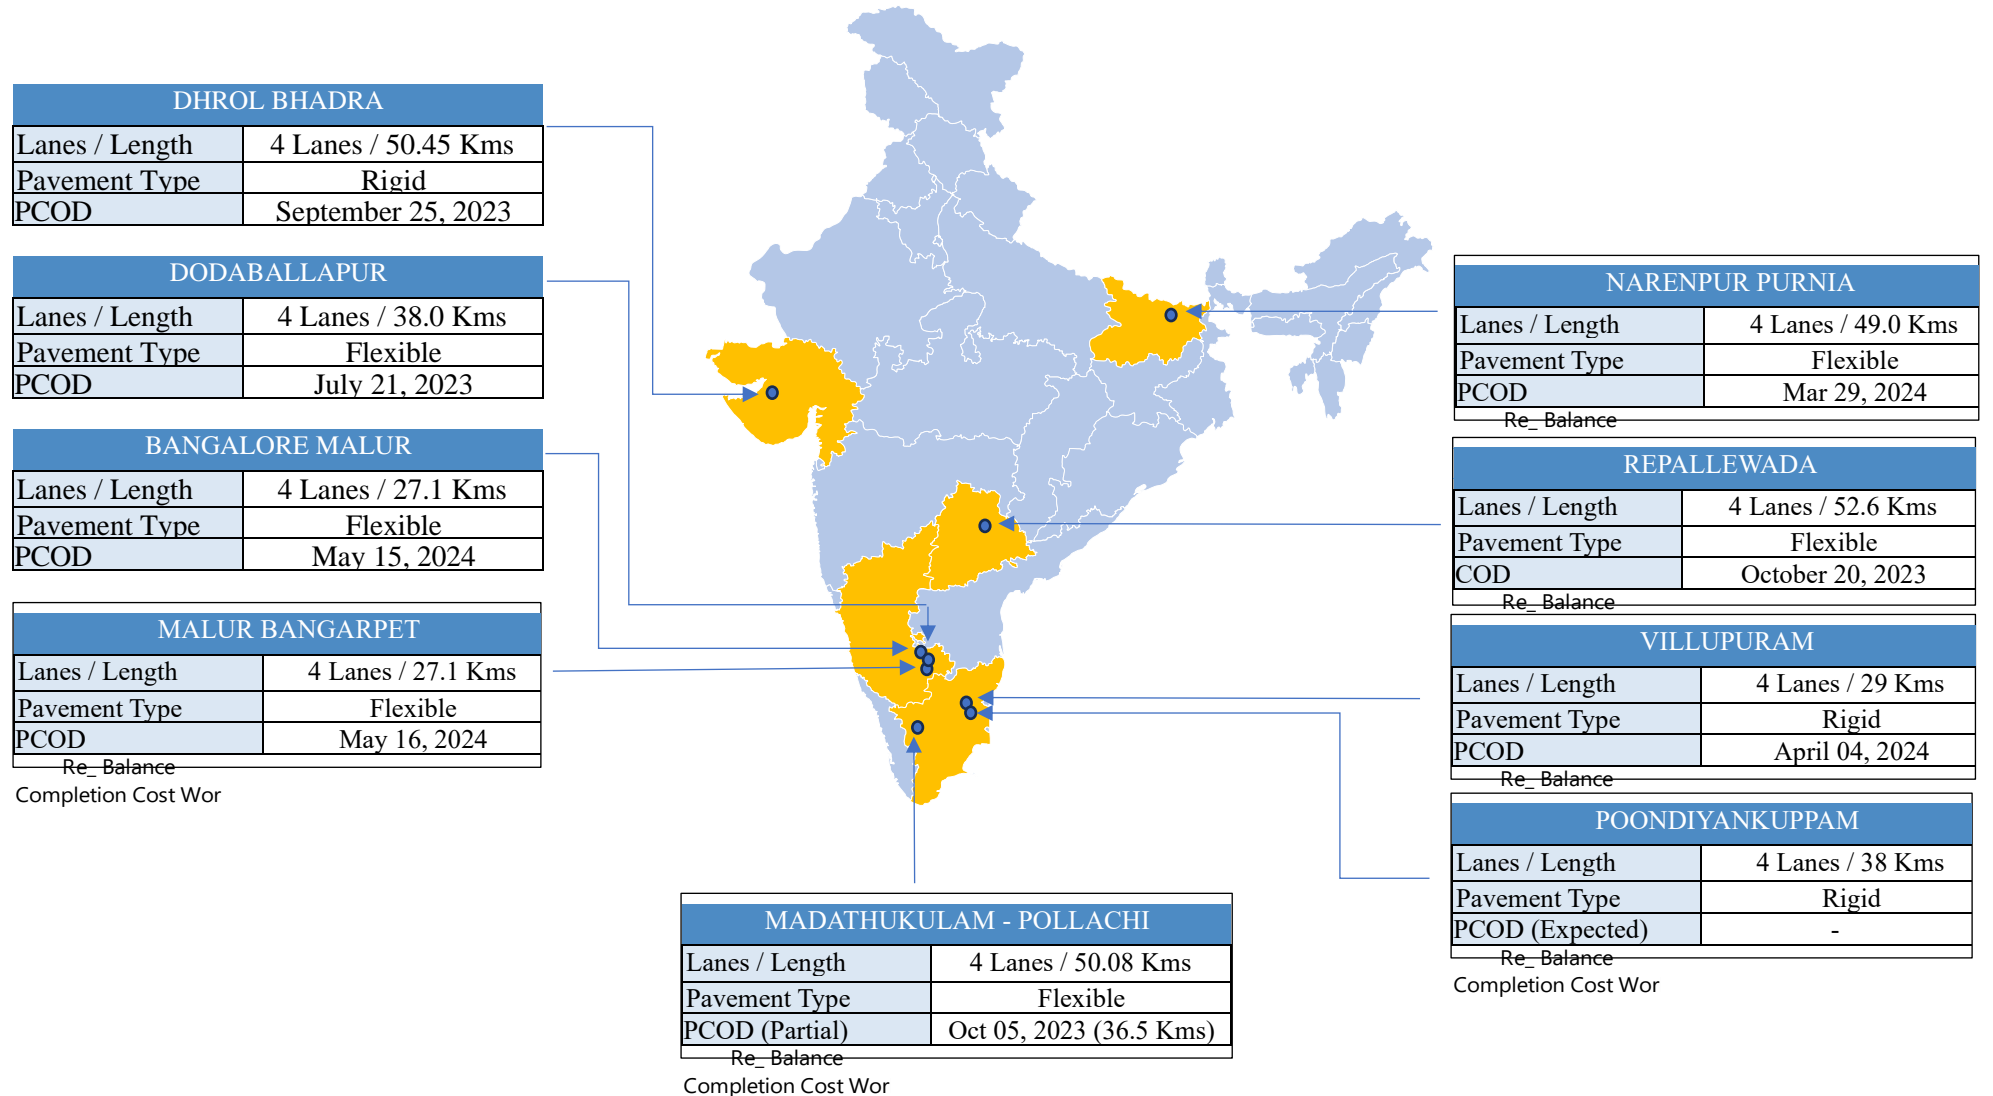 DHROL BHADRA
Lanes / Length 4 Lanes / 50.45 Kms
Pavement Type Rigid
PCOD September 25, 2023
DODABALLAPUR
Lanes / Length 4 Lanes / 38.0 Kms
Pavement Type Flexible
PCOD July 21, 2023
BANGALORE MALUR
Lanes / Length 4 Lanes / 27.1 Kms
Pavement Type Flexible
PCOD May 15, 2024
MALUR BANGARPET
Lanes / Length 4 Lanes / 27.1 Kms
Pavement Type Flexible
PCOD May 16, 2024
Re_ Balance
Completion Cost Wor
MADATHUKULAM - POLLACHI
Lanes / Length 4 Lanes / 50.08 Kms
Pavement Type Flexible
PCOD (Partial) Oct 05, 2023 (36.5 Kms)
Re_ Balance
Completion Cost Wor
NARENPUR PURNIA
Lanes / Length 4 Lanes / 49.0 Kms
Pavement Type Flexible
PCOD Mar 29, 2024
Re_ Balance
REPALLEWADA
Lanes / Length 4 Lanes / 52.6 Kms
Pavement Type Flexible
COD October 20, 2023
Re_ Balance
VILLUPURAM
Lanes / Length 4 Lanes / 29 Kms
Pavement Type Rigid
PCOD April 04, 2024
Re_ Balance
POONDIYANKUPPAM
Lanes / Length 4 Lanes / 38 Kms
Pavement Type Rigid
PCOD (Expected) -
Re_ Balance
Completion Cost Wor